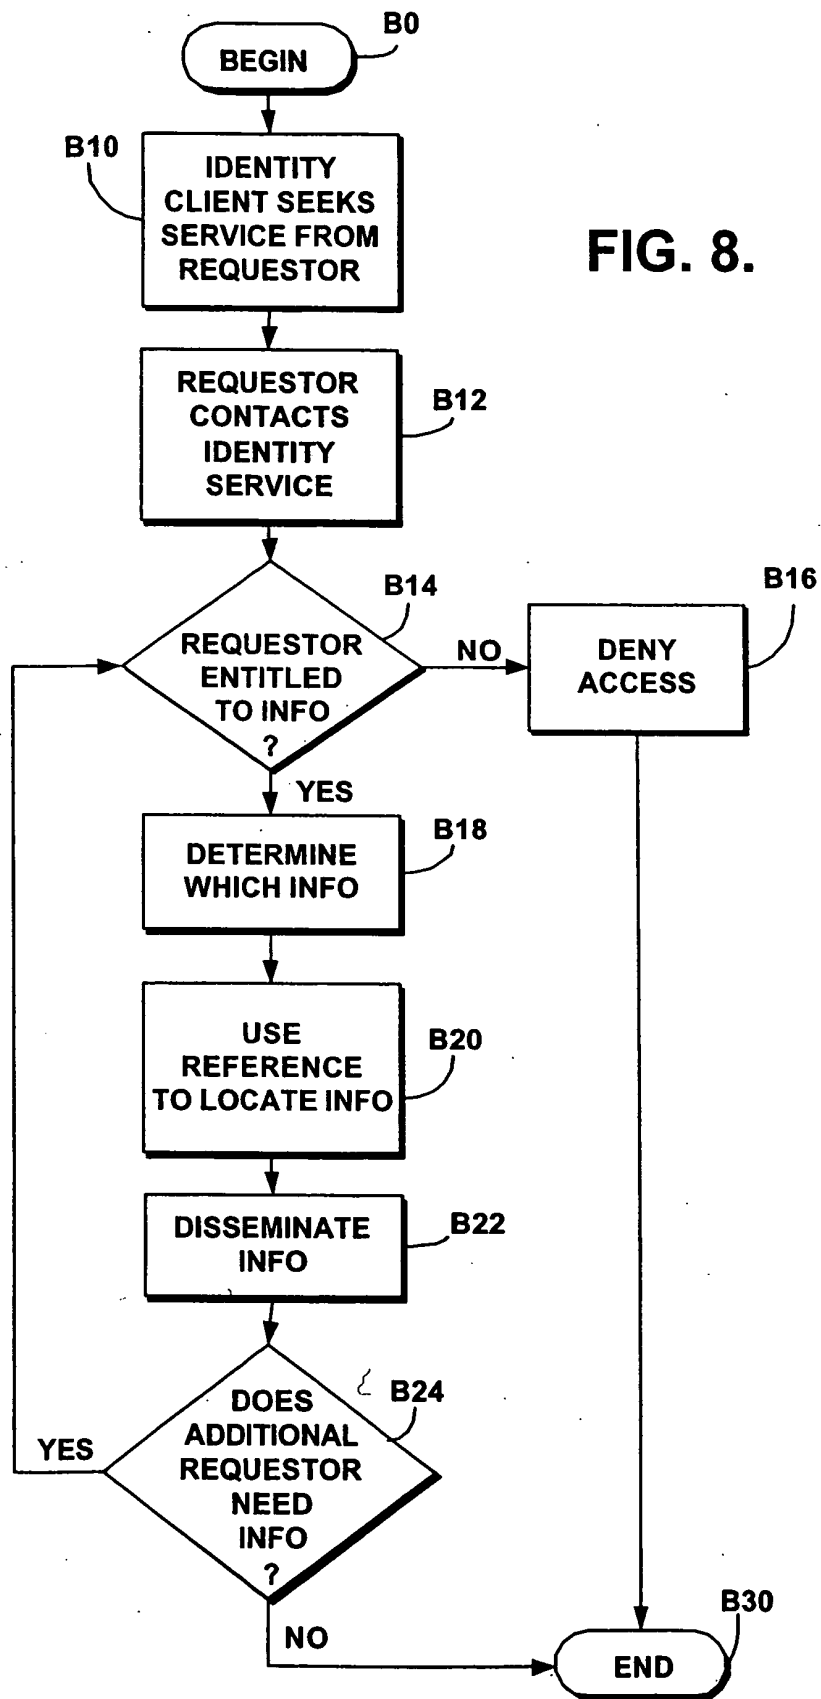 B0
BEGIN
B10
IDENTITY
CLIENT SEEKS
SERVICE FROM
REQUESTOR
FIG. 8.
REQUESTOR
CONTACTS
IDENTITY
SERVICE
B12
B14
REQUESTOR
ENTITLED
TO INFO
?
NO
B16
DENY
ACCESS
YES
B18
DETERMINE
WHICH INFO
USE
REFERENCE
TO LOCATE INFO
B20
DISSEMINATE
INFO
B22
B24
DOES
ADDITIONAL
REQUESTOR
NEED
INFO
?
YES
NO
B30
END